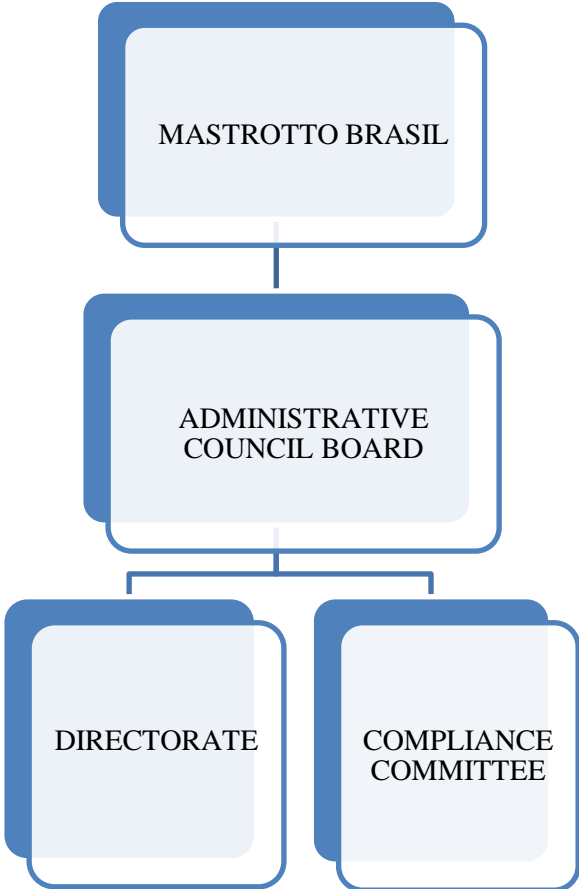 MASTROTTO BRASIL
ADMINISTRATIVE
COUNCIL BOARD
DIRECTORATE
COMPLIANCE
COMMITTEE